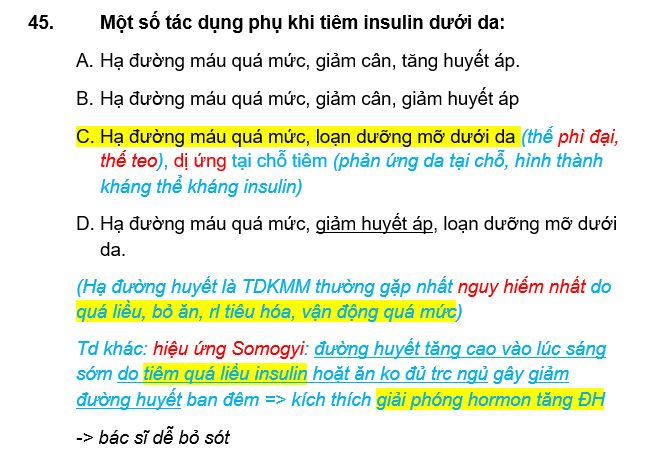 45. Một số tác dụng phụ khi tiêm insulin dưới da:
A. Hạ đường máu quá mức, giảm cân, tăng huyết áp.
B. Hạ đường máu quá mức, giảm cân, giảm huyết áp
C. Hạ đường máu quá mức, loạn dưỡng mỡ dưới da (thể phì đại,
thể teo), dị ứng tại chỗ tiêm (phản ứng da tại chỗ, hình thành
kháng thể kháng insulin)
D. Hạ đường máu quá mức, giảm huyết áp, loạn dưỡng mỡ dưới
da.
(Hạ đường huyết là TDKMM thường gặp nhất nguy hiểm nhất do
quá liều, bỏ ăn, rl tiêu hóa, vận động quá mức)
Td khác: hiệu ứng Somogyi: đường huyết tăng cao vào lúc sáng
sớm do tiêm quá liều insulin hoặt ăn ko đủ trc ngủ gây giảm
đường huyết ban đêm => kích thích giải phóng hormon tăng ĐH
-> bác sĩ dễ bỏ sót